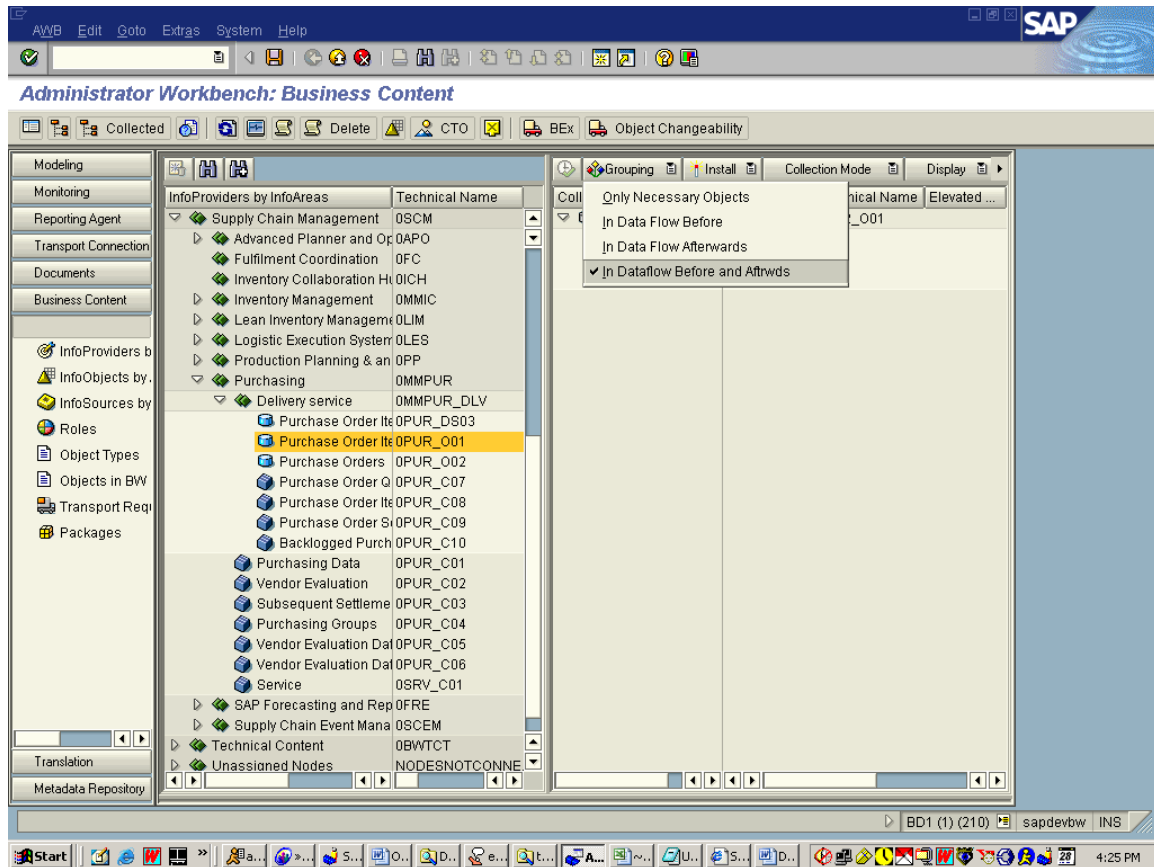 AWB Edit Goto Extras System Help
SAP
Administrator Workbench: Business Content
Collected Delete CTO BEx Object Changeability
Modeling
Monitoring
Reporting Agent
Transport Connection
Documents
Business Content
InfoProviders b
InfoObjects by.
InfoSources by
Roles
Object Types
Objects in BW
Transport Requ
Packages
Translation
Metadata Repository
InfoProviders by InfoAreas Technical Name
Supply Chain Management 0SCM
Advanced Planner and Op 0APO
Fulfilment Coordination 0FC
Inventory Collaboration Hu 0ICH
Inventory Management 0MMIC
Lean Inventory Manageme 0LIM
Logistic Execution System 0LES
Production Planning & an 0PP
Purchasing 0MMPUR
Delivery service 0MMPUR_DLV
Purchase Order Ite 0PUR_DS03
Purchase Order Ite 0PUR_O01
Purchase Orders 0PUR_O02
Purchase Order Q 0PUR_C07
Purchase Order Ite 0PUR_C08
Purchase Order S 0PUR_C09
Backlogged Purch 0PUR_C10
Purchasing Data 0PUR_C01
Vendor Evaluation 0PUR_C02
Subsequent Settleme 0PUR_C03
Purchasing Groups 0PUR_C04
Vendor Evaluation Dat 0PUR_C05
Vendor Evaluation Dat 0PUR_C06
Service 0SRV_C01
SAP Forecasting and Rep 0FRE
Supply Chain Event Mana 0SCEM
Technical Content 0BWTCT
Unassigned Nodes NODESNOTCONNE
Grouping Install Collection Mode Display
Coll nical Name Elevated ...
_O01
Only Necessary Objects
In Data Flow Before
In Data Flow Afterwards
In Dataflow Before and Aftrwds
BD1 (1) (210) sapdevbw INS
Start a... »... S... O... D... e... t... A... ~... U... S... D... 28 4:25 PM